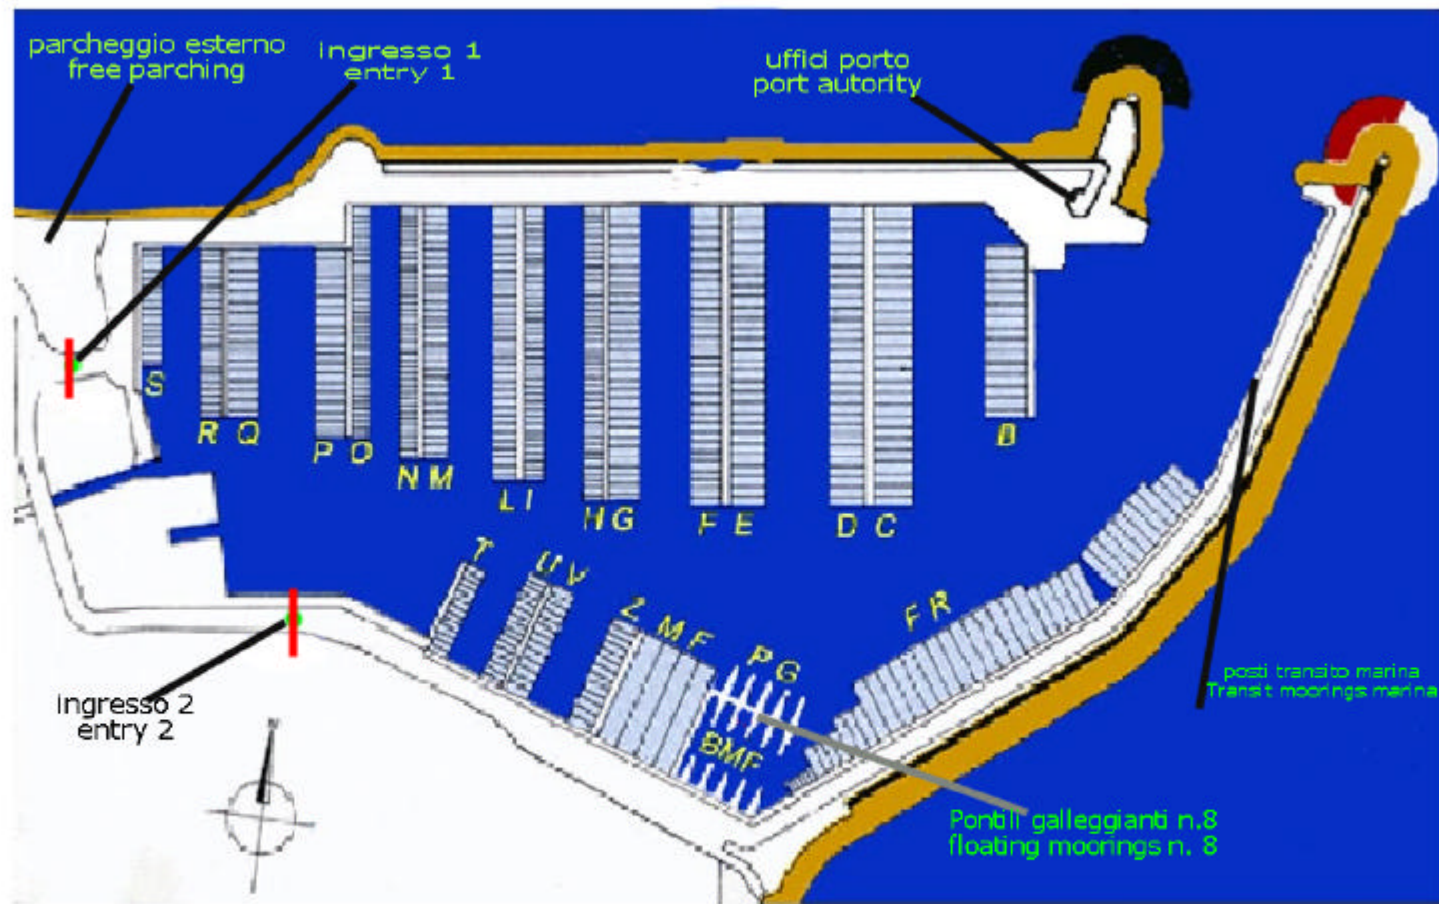 parcheggio esterno
free parching
ingresso 1
entry 1
uffici porto
port autority
S
R Q
P O
N M
L I
H G
F E
D C
B
T
U V
Z M F
P G
BMF
F R
posti transito marina
Transit moorings marina
ingresso 2
entry 2
N
Pontili galleggianti n.8
floating moorings n. 8